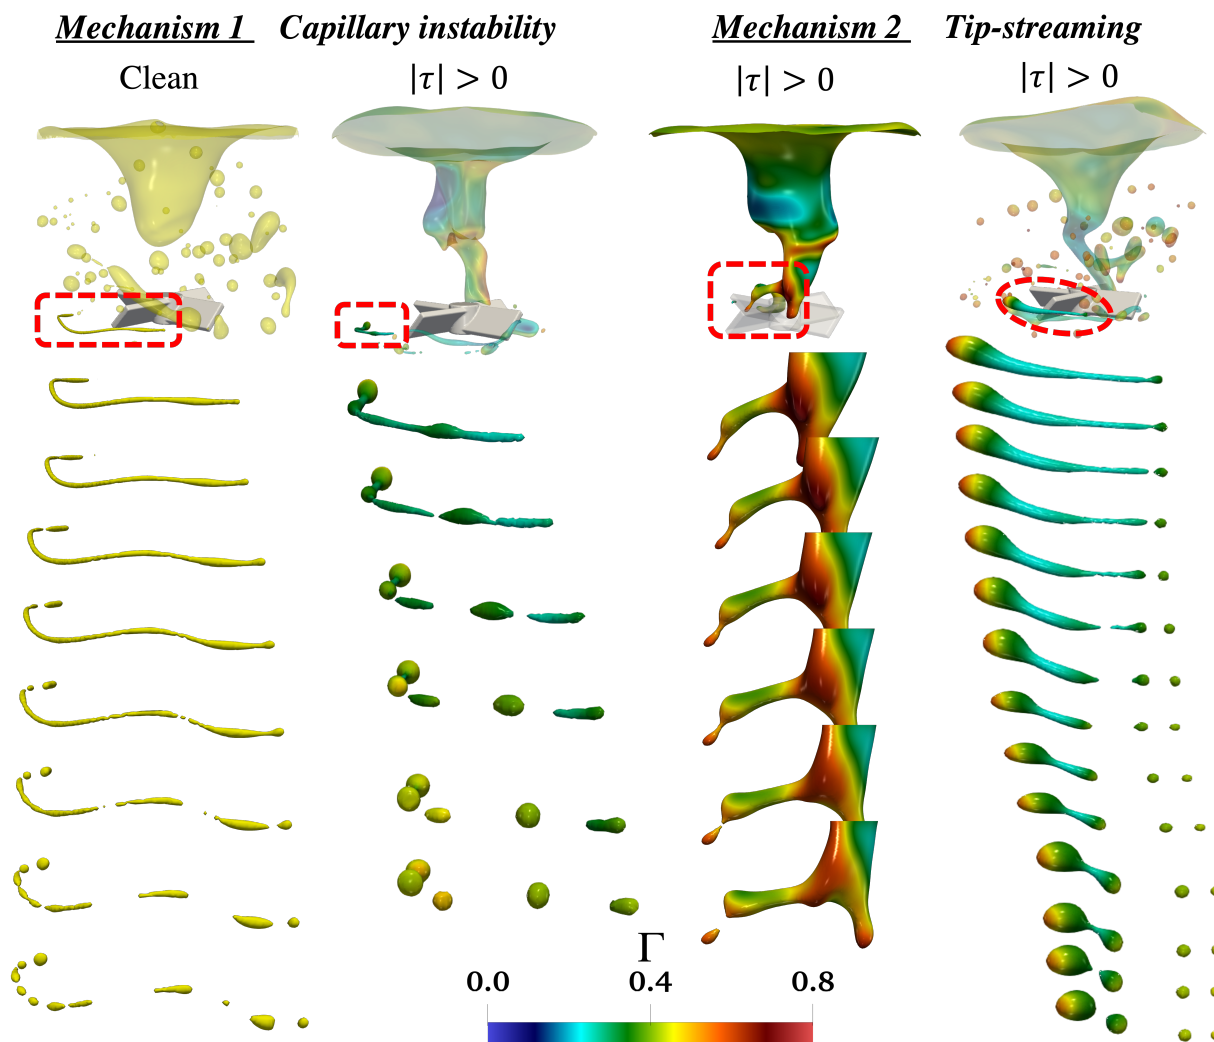 Mechanism 1 Capillary instability Mechanism 2 Tip-streaming
Clean |τ| > 0 |τ| > 0 |τ| > 0
Γ
0.0 0.4 0.8